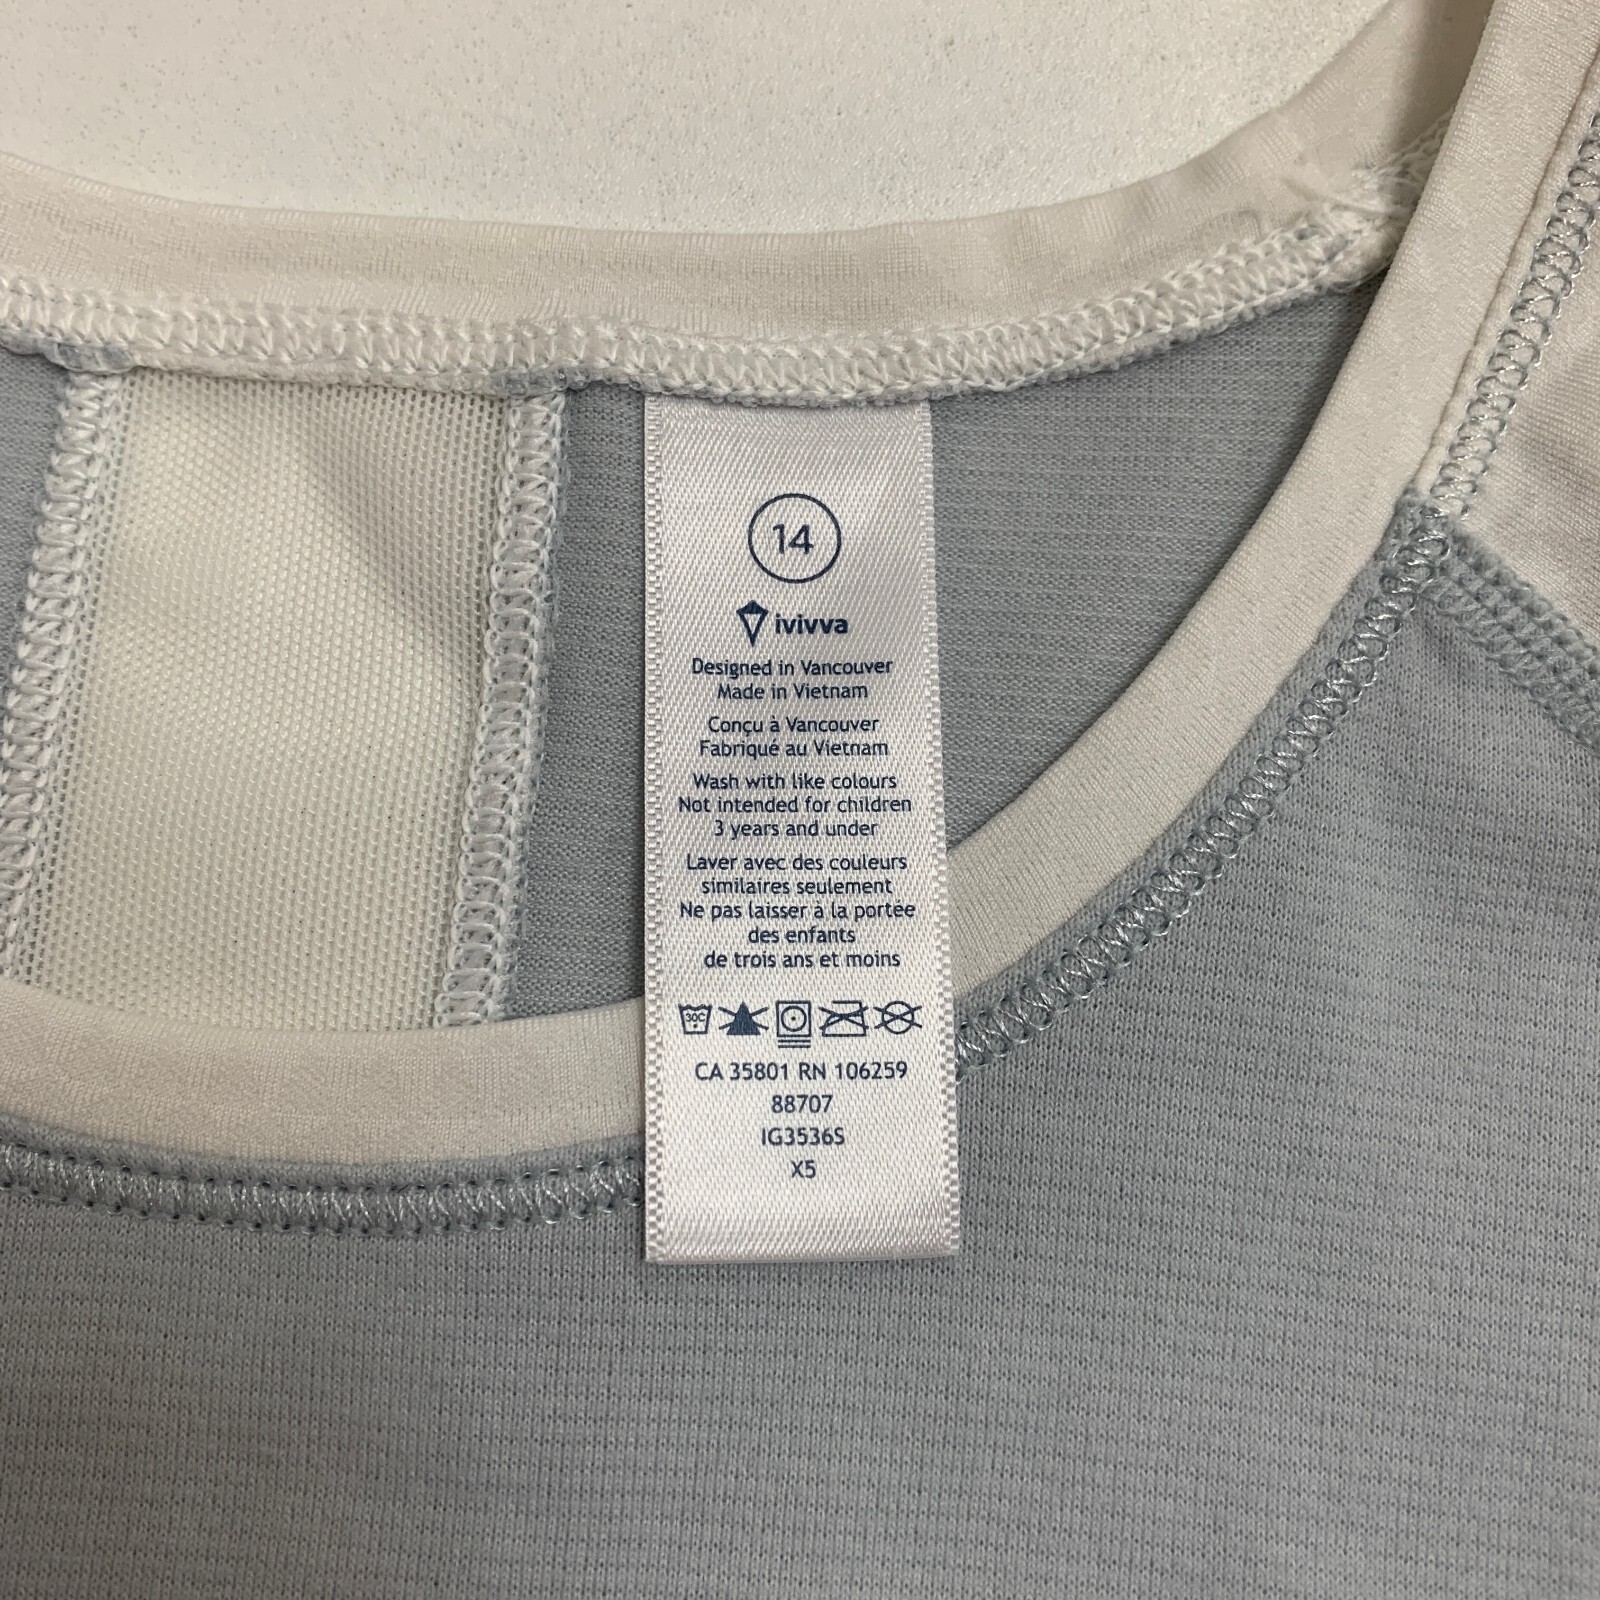 14
ivivva
Designed in Vancouver
Made in Vietnam
Conçu à Vancouver
Fabriqué au Vietnam
Wash with like colours
Not intended for children
3 years and under
Laver avec des couleurs
similaires seulement
Ne pas laisser à la portée
des enfants
de trois ans et moins
30C
CA 35801 RN 106259
88707
IG3536S
X5